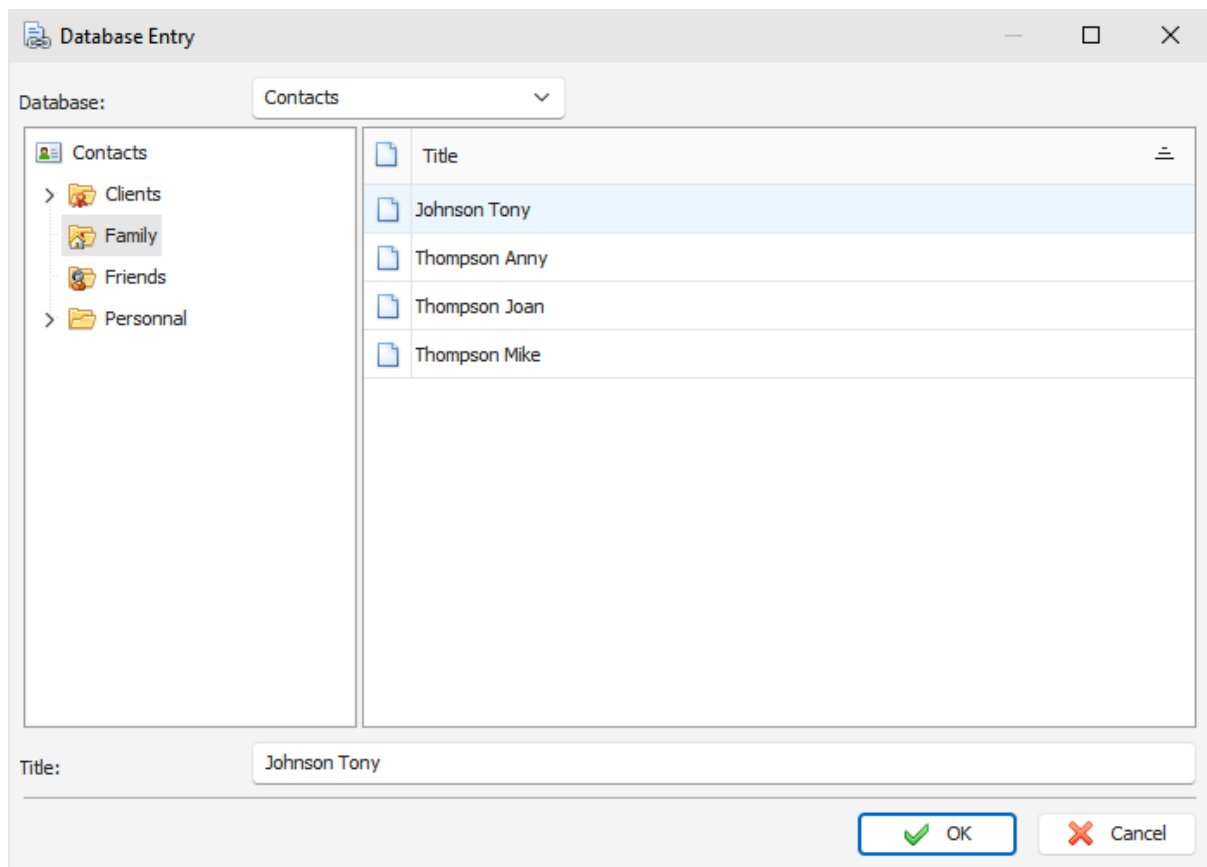 Database Entry
Database:
Contacts
Contacts
Clients
Family
Friends
Personnal
Title
Johnson Tony
Thompson Anny
Thompson Joan
Thompson Mike
Title:
Johnson Tony
OK
Cancel